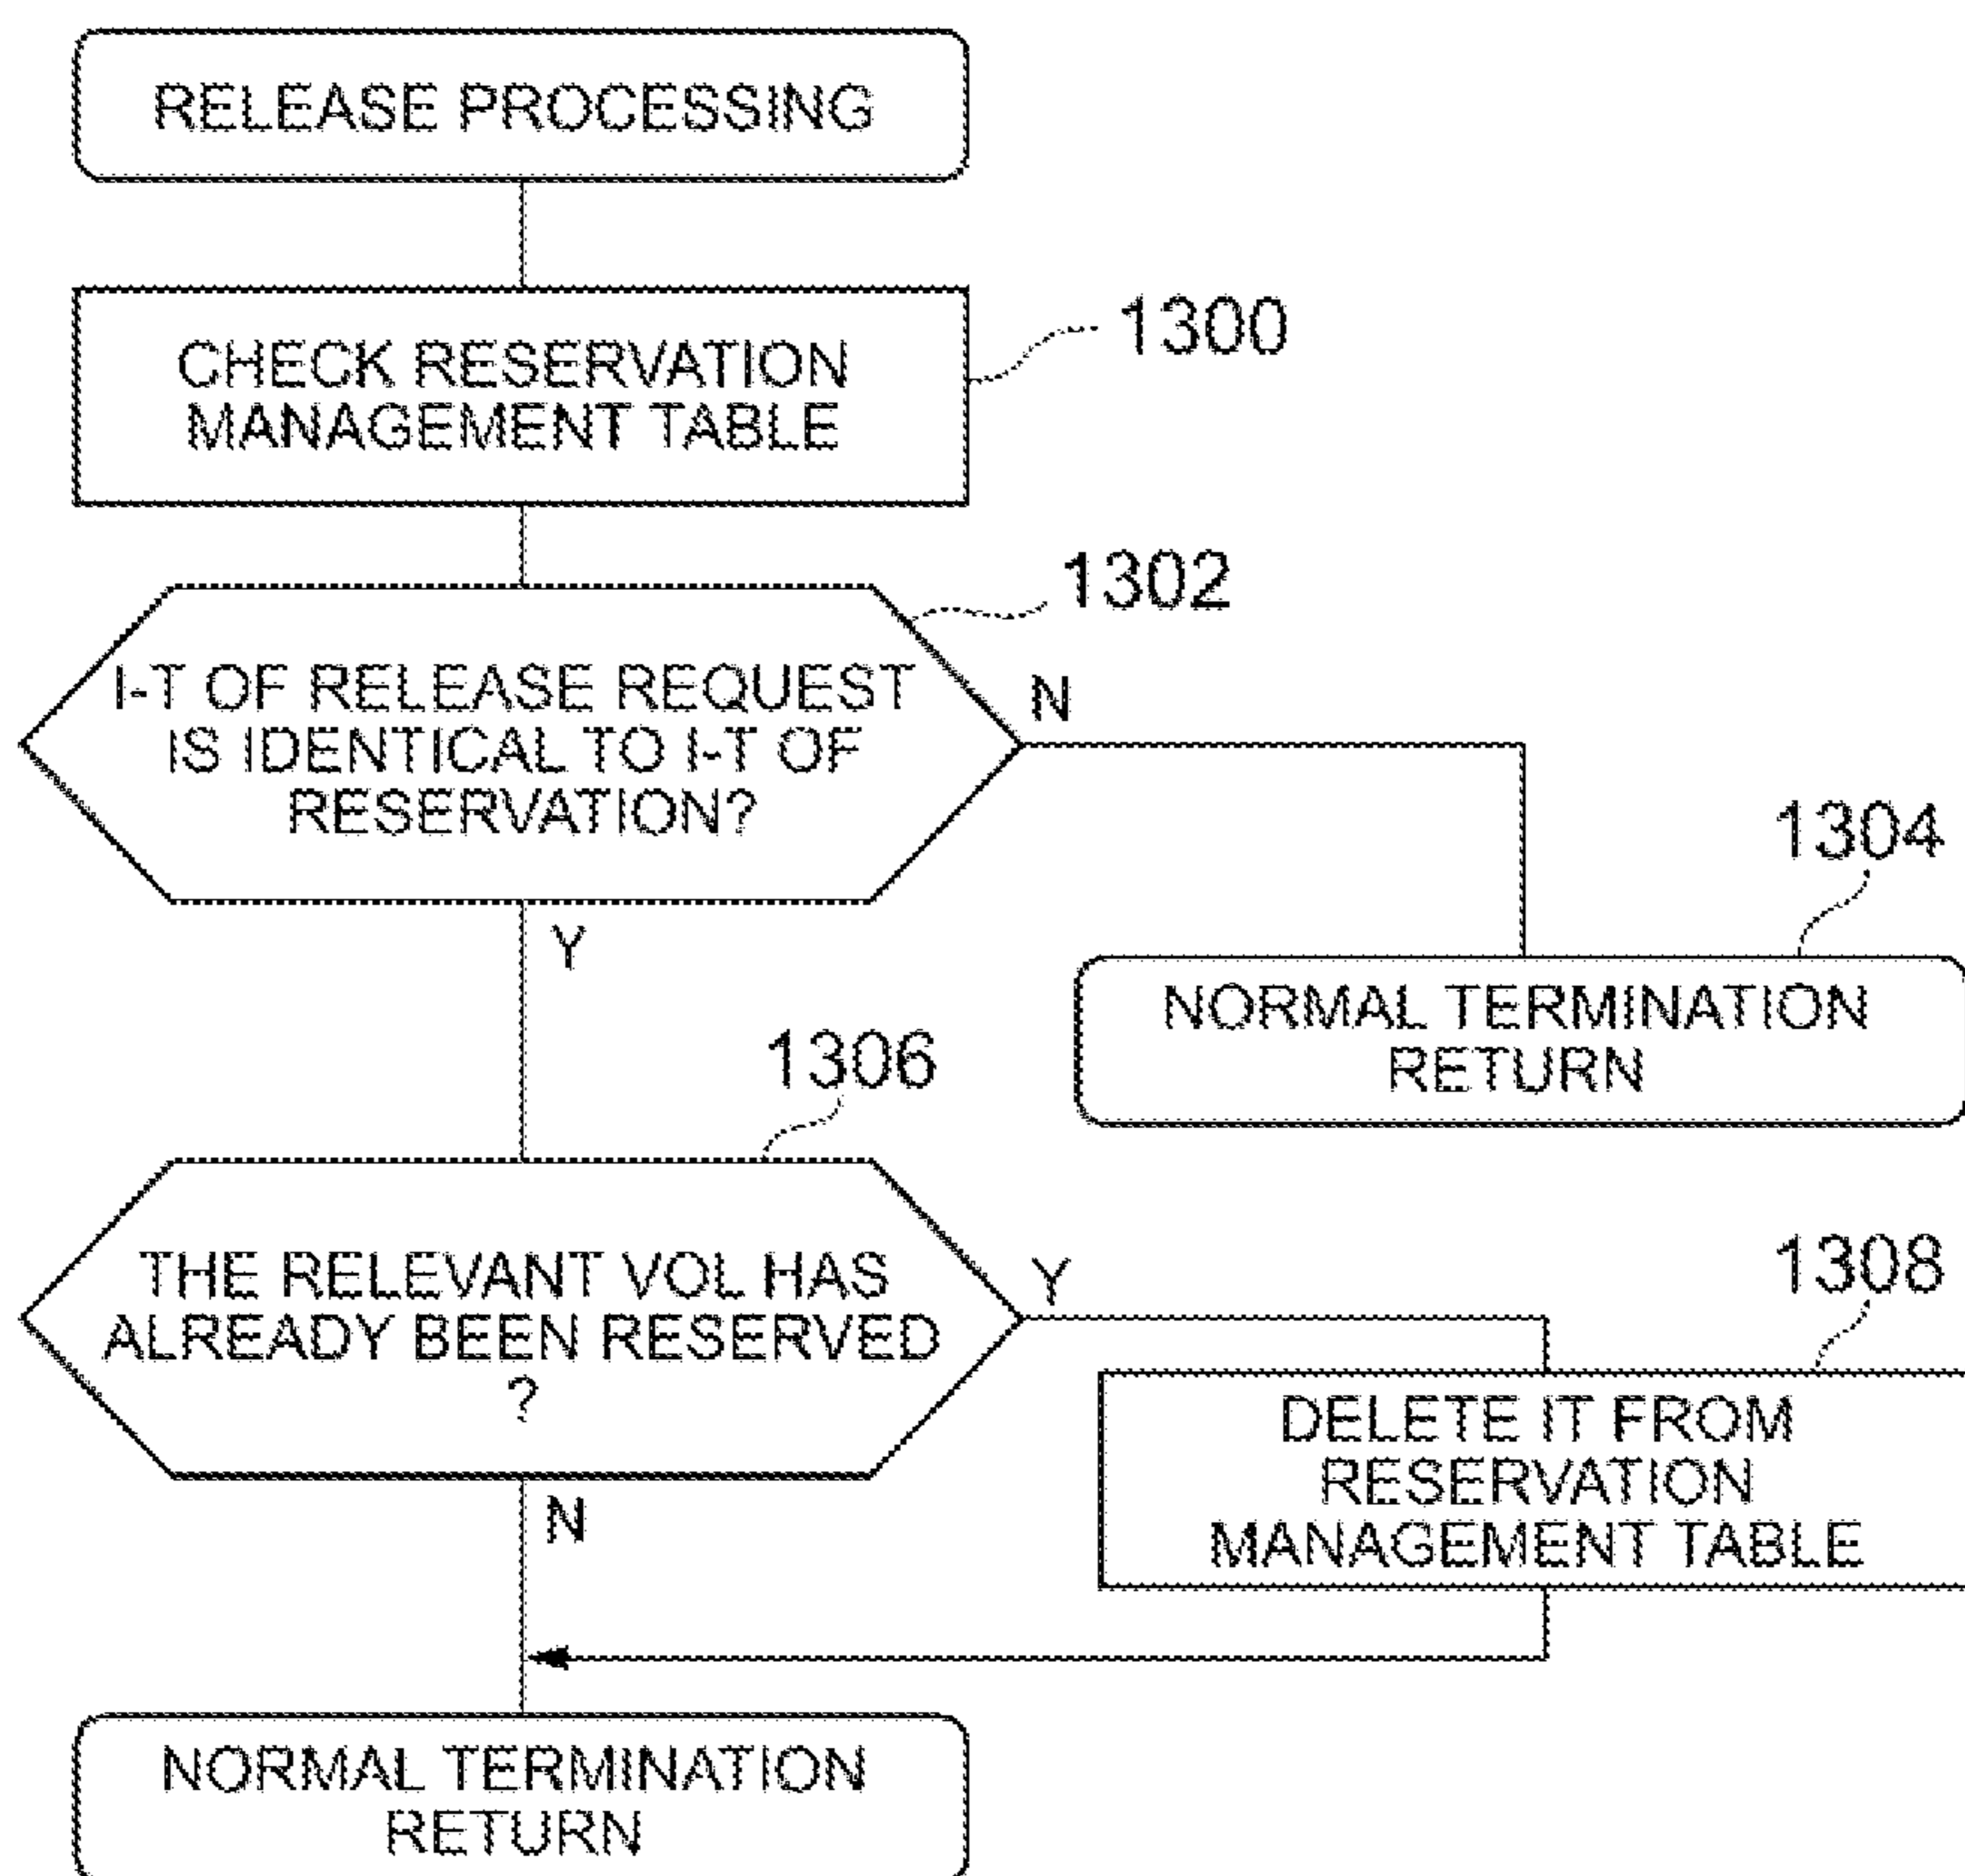 RELEASE PROCESSING
CHECK RESERVATION
MANAGEMENT TABLE
1300
1302
I-T OF RELEASE REQUEST
IS IDENTICAL TO I-T OF
RESERVATION?
N
Y
1304
NORMAL TERMINATION
RETURN
1306
THE RELEVANT VOL HAS
ALREADY BEEN RESERVED
?
Y
N
1308
DELETE IT FROM
RESERVATION
MANAGEMENT TABLE
NORMAL TERMINATION
RETURN